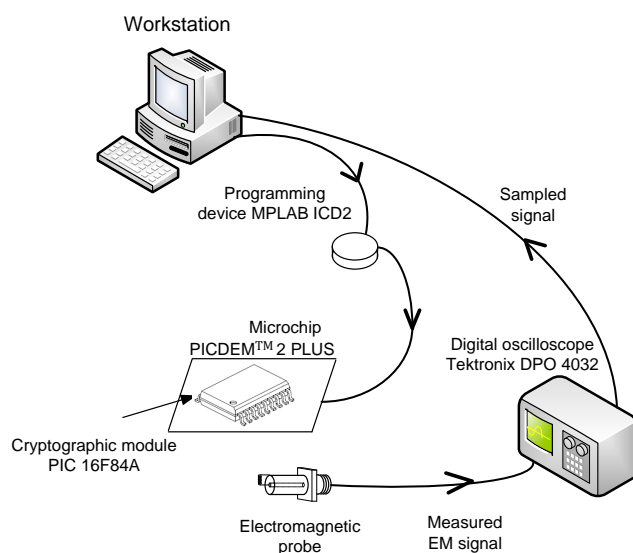 Workstation
Programming
device MPLAB ICD2
Sampled
signal
Microchip
PICDEM™ 2 PLUS
Digital oscilloscope
Tektronix DPO 4032
Cryptographic module
PIC 16F84A
Electromagnetic
probe
Measured
EM signal